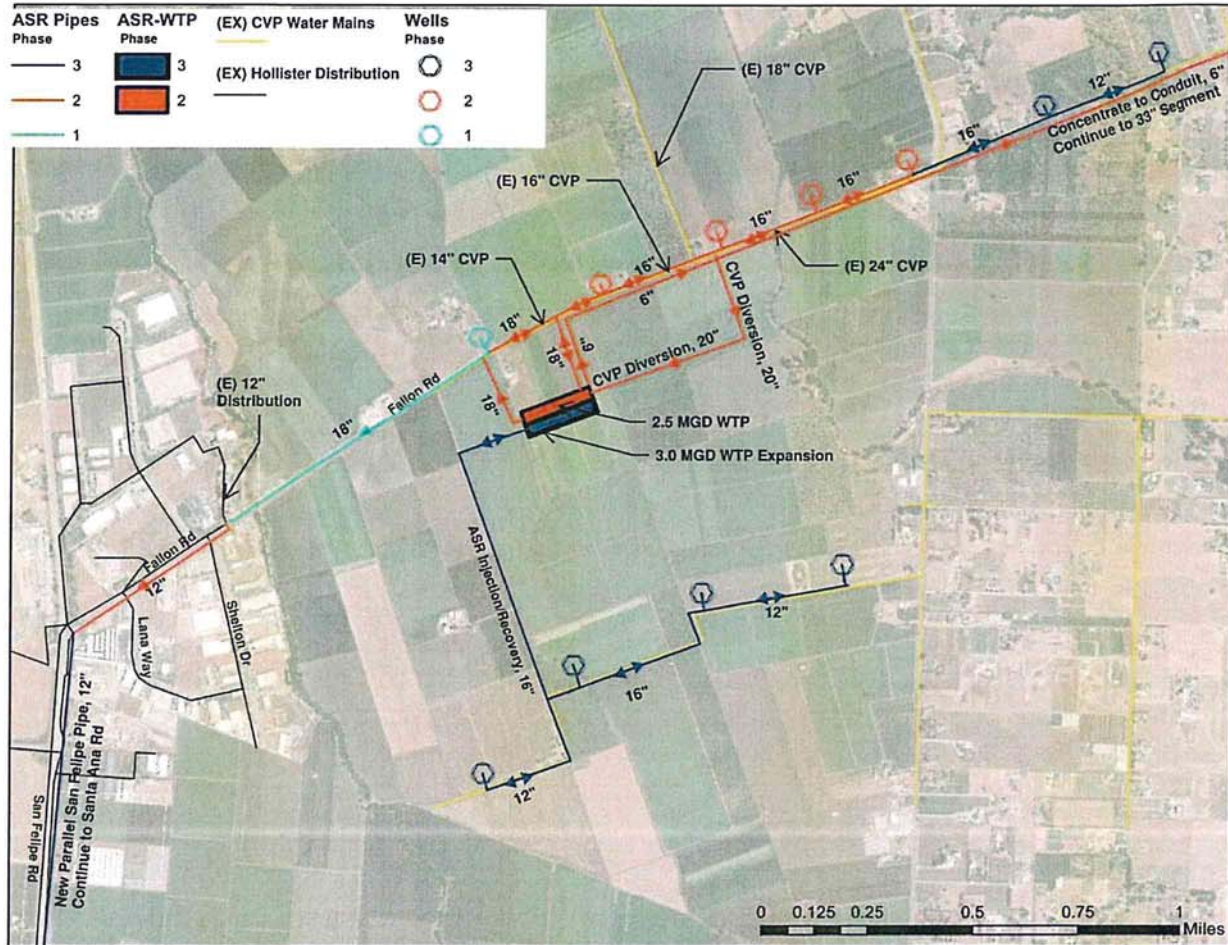 ASR Pipes
Phase
3
2
1
ASR-WTP
Phase
3
2
(EX) CVP Water Mains
(EX) Hollister Distribution
Wells
Phase
3
2
1
(E) 18" CVP
12"
Concentrate to Conduit, 6"
Continue to 33" Segment
16"
(E) 16" CVP
16"
16"
(E) 14" CVP
16"
(E) 24" CVP
6"
18"
18"
6"
CVP Diversion, 20"
CVP Diversion, 20"
18"
Fallon Rd
18"
(E) 12"
Distribution
2.5 MGD WTP
3.0 MGD WTP Expansion
Fallon Rd
12"
Lana Way
Shelton Dr
ASR Injection/Recovery, 16"
12"
16"
12"
San Felipe Rd
New Parallel San Felipe Pipe, 12"
Continue to Santa Ana Rd
0 0.125 0.25 0.5 0.75 1
Miles